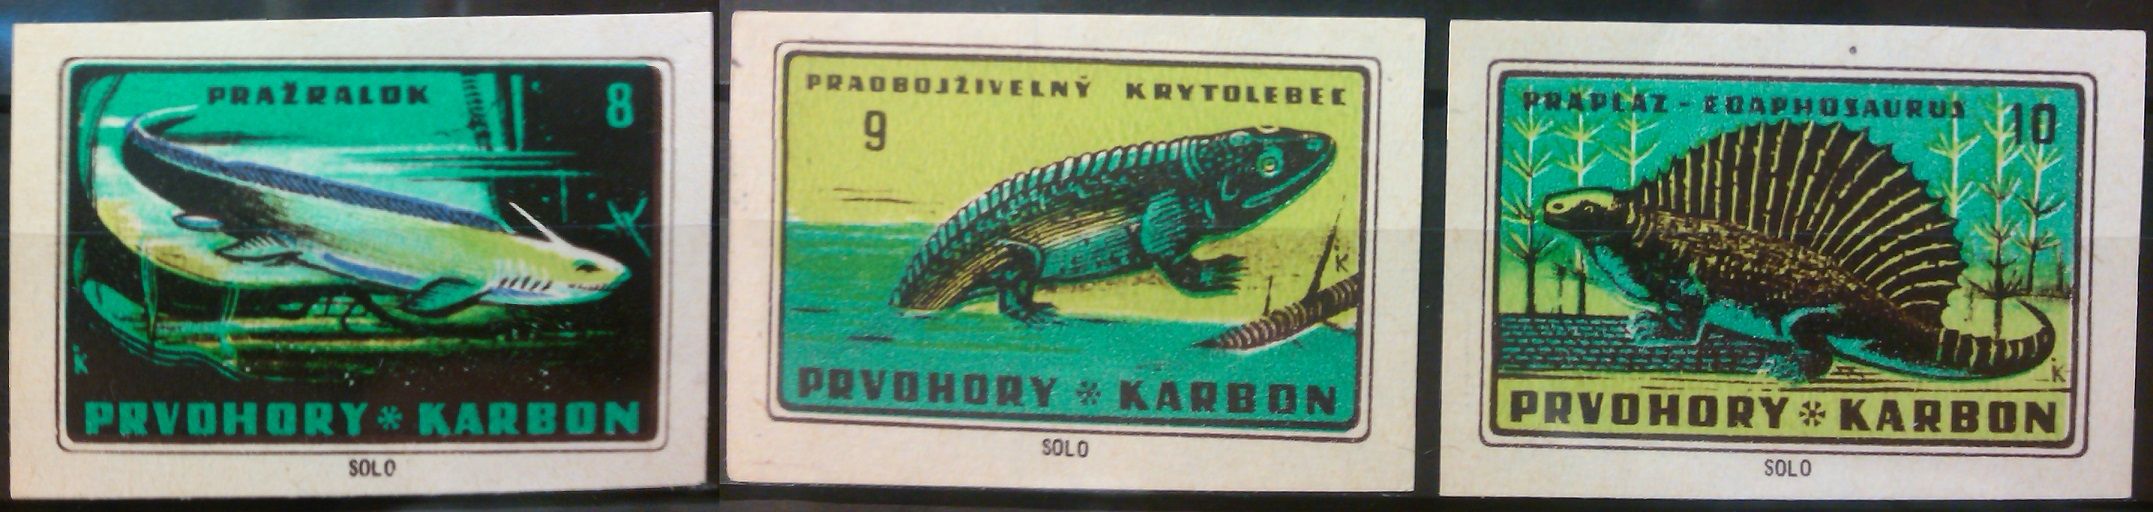 PRAŽRALOK
8
PRVOHORY * KARBON
SOLO
PRAOBOJŽIVELNÝ KRYTOLEBEC
9
K
PRVOHORY * KARBON
SOLO
PRAPLAZ - EDAPHOSAURUS
10
K
PRVOHORY * KARBON
SOLO